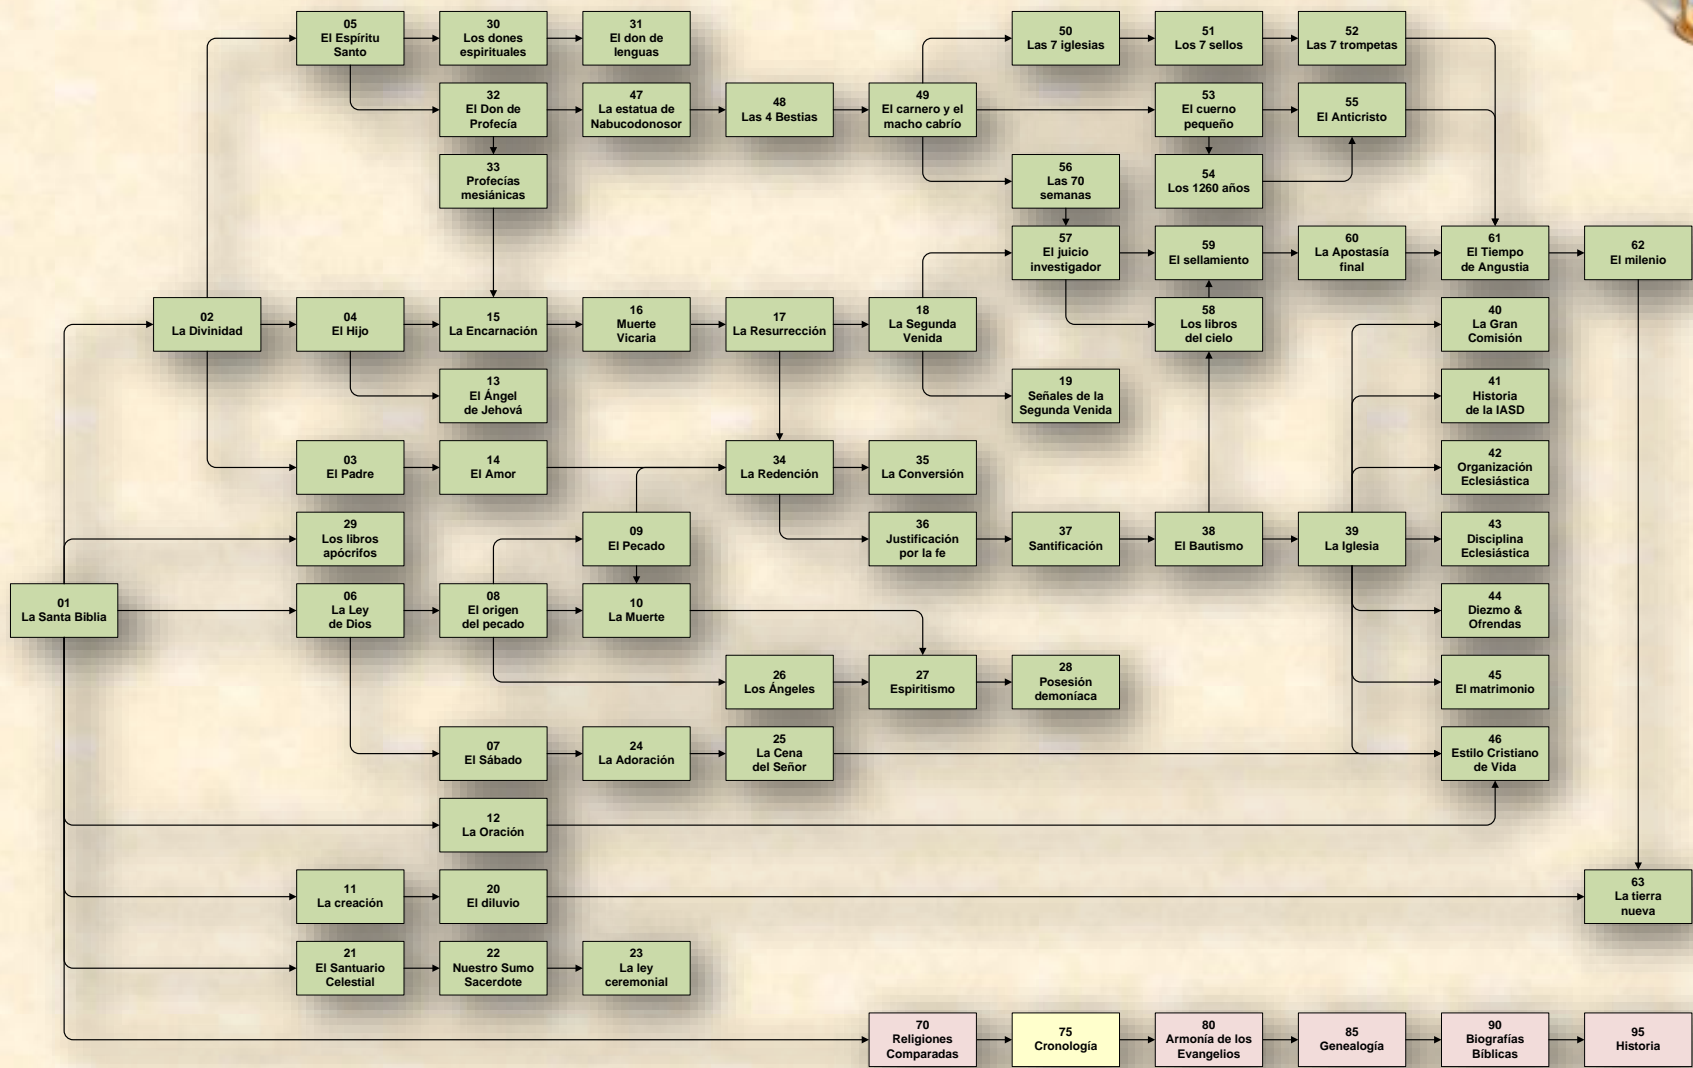 05
El Espíritu
Santo
30
Los dones
espirituales
31
El don de
lenguas
50
Las 7 iglesias
51
Los 7 sellos
52
Las 7 trompetas
32
El Don de
Profecía
47
La estatua de
Nabucodonosor
48
Las 4 Bestias
49
El carnero y el
macho cabrío
53
El cuerno
pequeño
55
El Anticristo
33
Profecías
mesiánicas
56
Las 70
semanas
54
Los 1260 años
57
El juicio
investigador
59
El sellamiento
60
La Apostasía
final
61
El Tiempo
de Angustia
62
El milenio
02
La Divinidad
04
El Hijo
15
La Encarnación
16
Muerte
Vicaria
17
La Resurrección
18
La Segunda
Venida
58
Los libros
del cielo
40
La Gran
Comisión
13
El Ángel
de Jehová
19
Señales de la
Segunda Venida
41
Historia
de la IASD
03
El Padre
14
El Amor
34
La Redención
35
La Conversión
42
Organización
Eclesiástica
29
Los libros
apócrifos
09
El Pecado
36
Justificación
por la fe
37
Santificación
38
El Bautismo
39
La Iglesia
43
Disciplina
Eclesiástica
01
La Santa Biblia
06
La Ley
de Dios
08
El origen
del pecado
10
La Muerte
44
Diezmo &
Ofrendas
26
Los Ángeles
27
Espiritismo
28
Posesión
demoníaca
45
El matrimonio
07
El Sábado
24
La Adoración
25
La Cena
del Señor
46
Estilo Cristiano
de Vida
12
La Oración
11
La creación
20
El diluvio
63
La tierra
nueva
21
El Santuario
Celestial
22
Nuestro Sumo
Sacerdote
23
La ley
ceremonial
70
Religiones
Comparadas
75
Cronología
80
Armonía de los
Evangelios
85
Genealogía
90
Biografías
Bíblicas
95
Historia